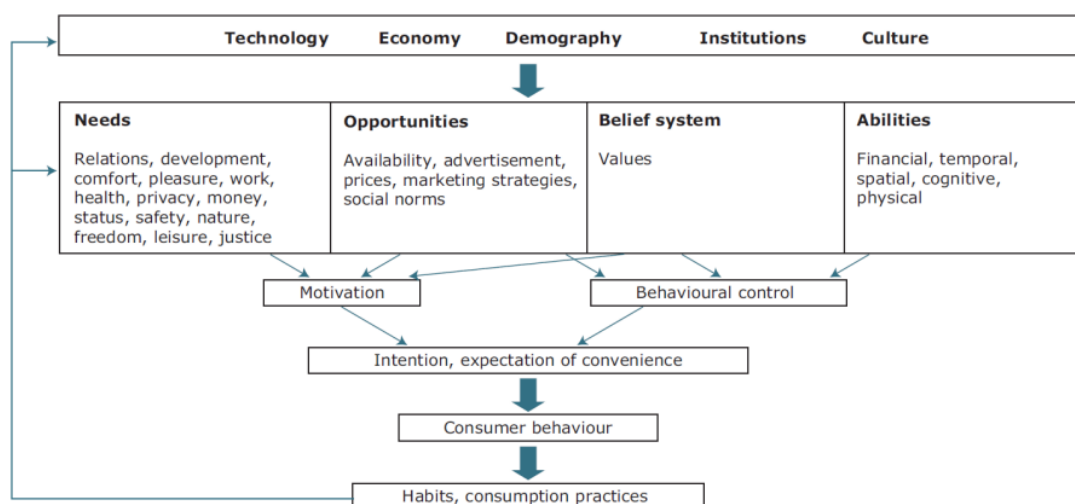 Technology Economy Demography Institutions Culture
Needs
Relations, development,
comfort, pleasure, work,
health, privacy, money,
status, safety, nature,
freedom, leisure, justice
Opportunities
Availability, advertisement,
prices, marketing strategies,
social norms
Belief system
Values
Abilities
Financial, temporal,
spatial, cognitive,
physical
Motivation
Behavioural control
Intention, expectation of convenience
Consumer behaviour
Habits, consumption practices